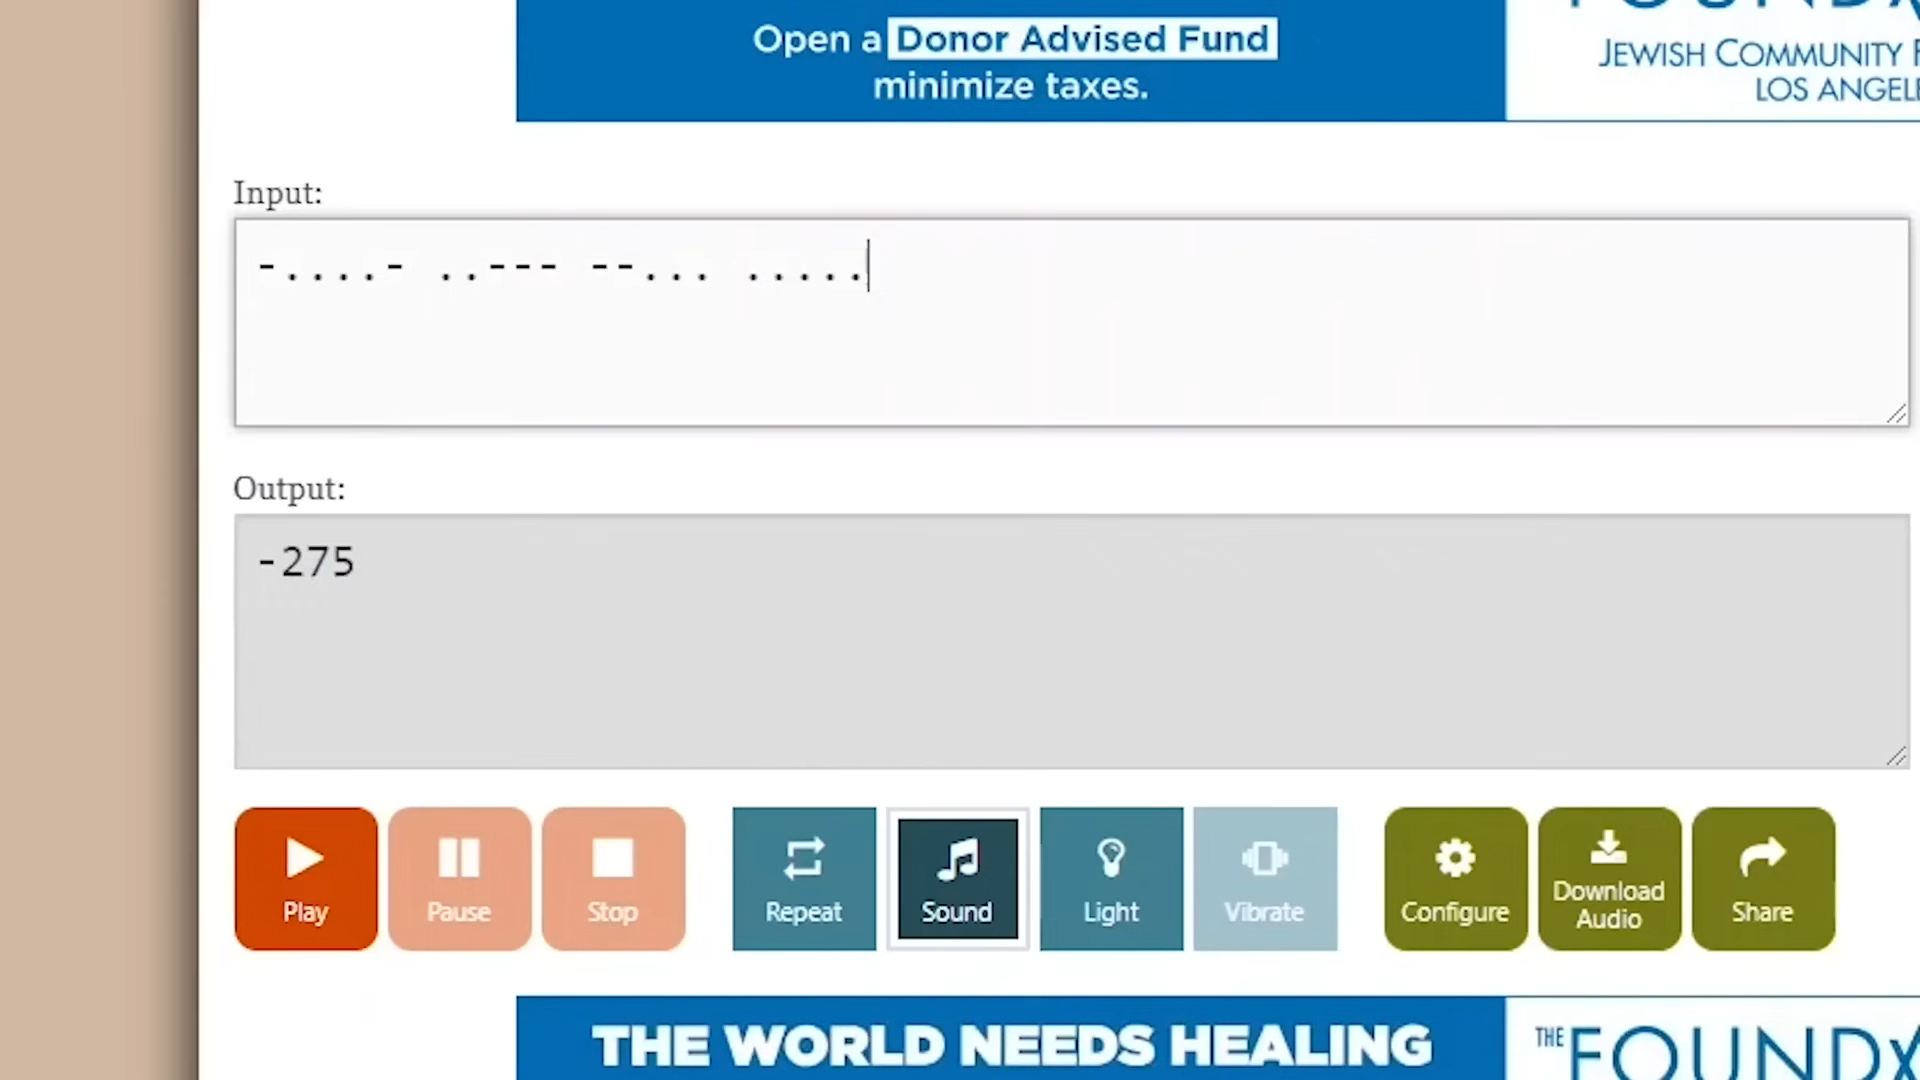 Open a Donor Advised Fund
minimize taxes.
JEWISH COMMUNITY
LOS ANGELE
Input:
-....- ..--- --... .....
Output:
-275
Play
Pause
Stop
Repeat
Sound
Light
Vibrate
Configure
Download
Audio
Share
THE WORLD NEEDS HEALING
THE FOUND